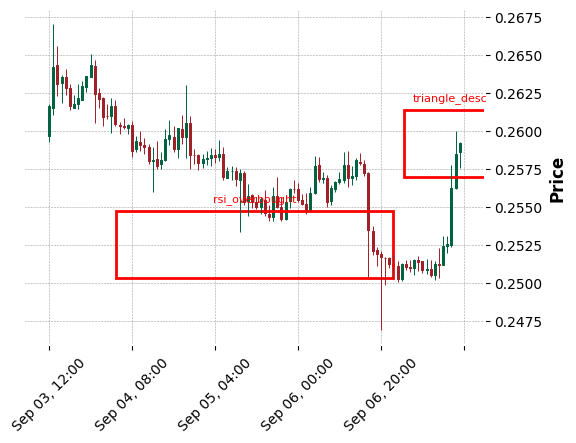 0.2675
0.2650
0.2625
triangle_desc
0.2600
0.2575
Price
rsi_overbought
0.2550
0.2525
0.2500
0.2475
Sep 03, 12:00
Sep 04, 08:00
Sep 05, 04:00
Sep 06, 00:00
Sep 06, 20:00